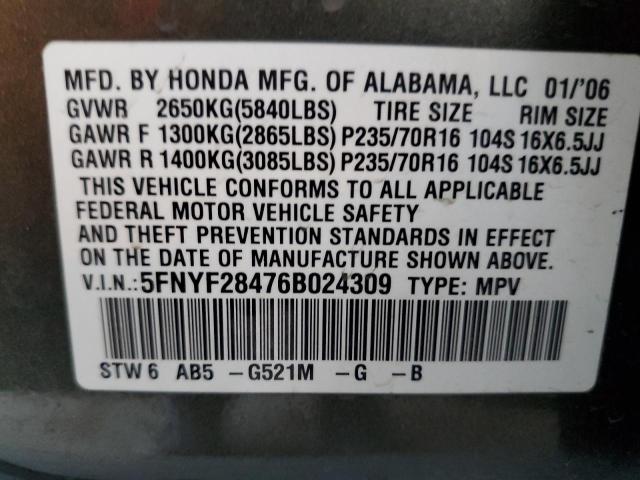 MFD. BY HONDA MFG. OF ALABAMA, LLC 01/'06
GVWR 2650KG(5840LBS) TIRE SIZE RIM SIZE
GAWR F 1300KG(2865LBS) P235/70R16 104S 16X6.5JJ
GAWR R 1400KG(3085LBS) P235/70R16 104S 16X6.5JJ
THIS VEHICLE CONFORMS TO ALL APPLICABLE
FEDERAL MOTOR VEHICLE SAFETY
AND THEFT PREVENTION STANDARDS IN EFFECT
ON THE DATE OF MANUFACTURE SHOWN ABOVE.
V.I.N.:5FNYF28476B024309 TYPE: MPV
STW 6 AB5 -G521M -G -B